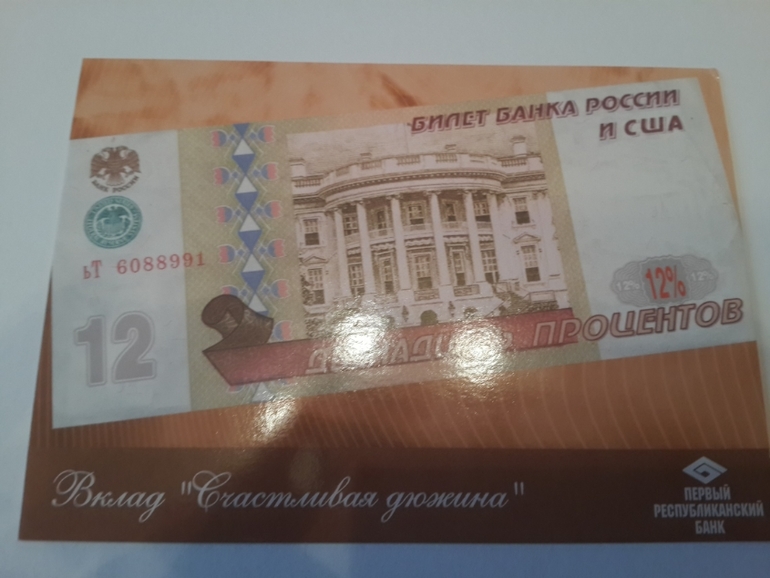 БИЛЕТ БАНКА РОССИИ
И США
БАНК РОССИИ
ьТ 6088991
12% 12% 12%
12
ПРОЦЕНТОВ
Вклад "Счастливая дюжина"
ПЕРВЫЙ
РЕСПУБЛИКАНСКИЙ
БАНК